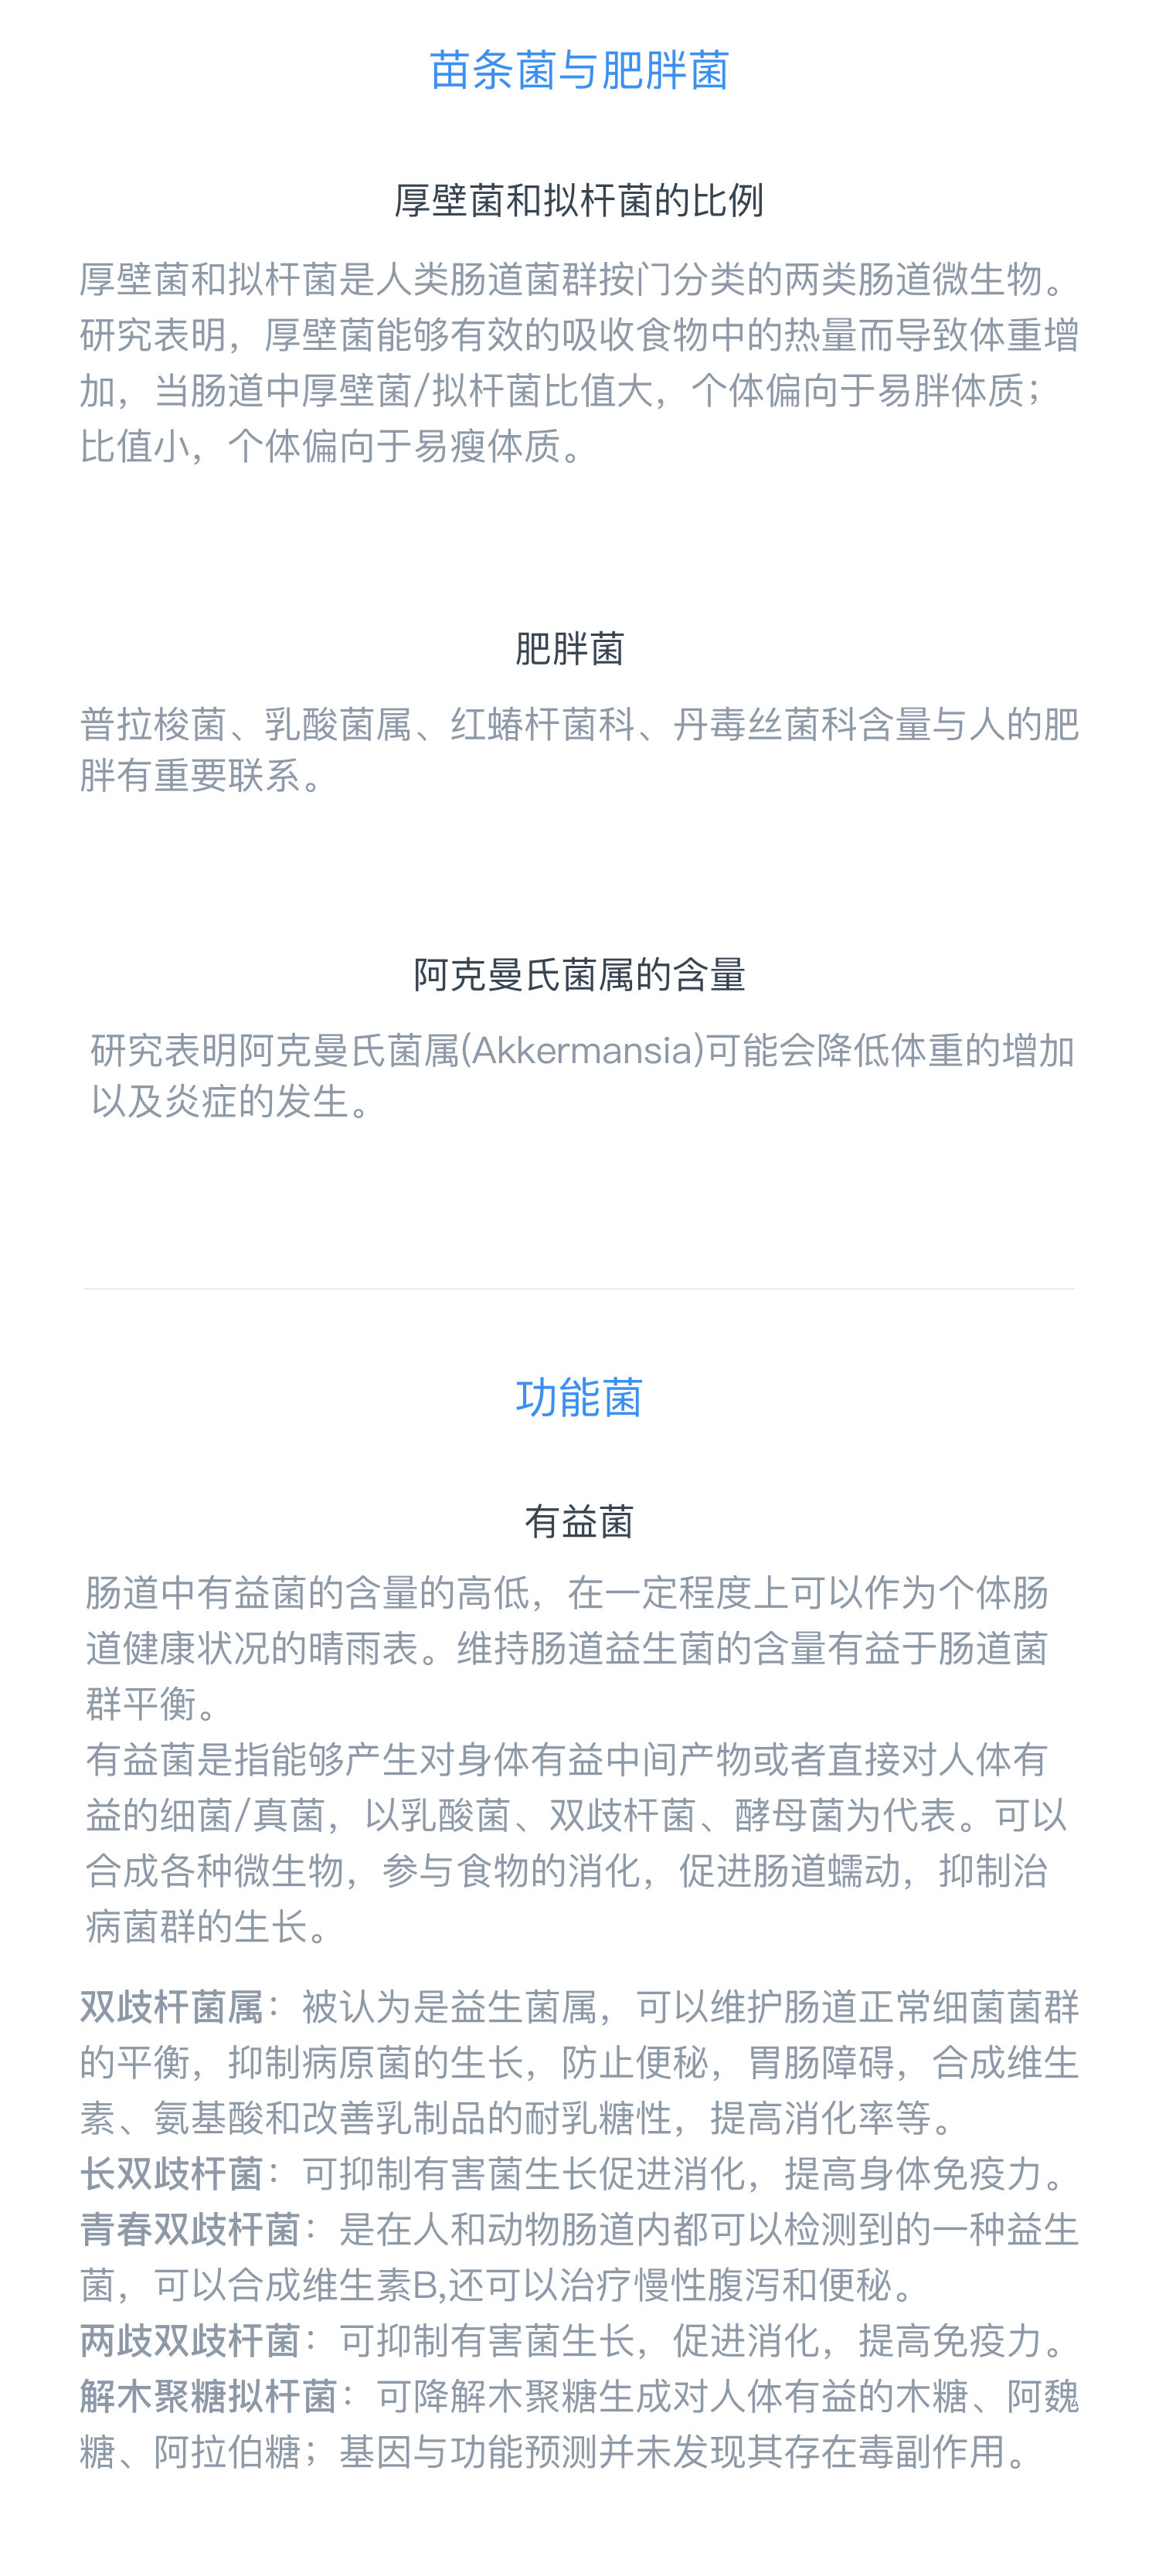 苗条菌与肥胖菌
厚壁菌和拟杆菌的比例
厚壁菌和拟杆菌是人类肠道菌群按门分类的两类肠道微生物。
研究表明，厚壁菌能够有效的吸收食物中的热量而导致体重增
加，当肠道中厚壁菌/拟杆菌比值大，个体偏向于易胖体质；
比值小，个体偏向于易瘦体质。
肥胖菌
普拉梭菌、乳酸菌属、红蝽杆菌科、丹毒丝菌科含量与人的肥
胖有重要联系。
阿克曼氏菌属的含量
研究表明阿克曼氏菌属(Akkermansia)可能会降低体重的增加
以及炎症的发生。
功能菌
有益菌
肠道中有益菌的含量的高低，在一定程度上可以作为个体肠
道健康状况的晴雨表。维持肠道益生菌的含量有益于肠道菌
群平衡。
有益菌是指能够产生对身体有益中间产物或者直接对人体有
益的细菌/真菌，以乳酸菌、双歧杆菌、酵母菌为代表。可以
合成各种微生物，参与食物的消化，促进肠道蠕动，抑制治
病菌群的生长。
双歧杆菌属：被认为是益生菌属，可以维护肠道正常细菌菌群
的平衡，抑制病原菌的生长，防止便秘，胃肠障碍，合成维生
素、氨基酸和改善乳制品的耐乳糖性，提高消化率等。
长双歧杆菌：可抑制有害菌生长促进消化，提高身体免疫力。
青春双歧杆菌：是在人和动物肠道内都可以检测到的一种益生
菌，可以合成维生素B,还可以治疗慢性腹泻和便秘。
两歧双歧杆菌：可抑制有害菌生长，促进消化，提高免疫力。
解木聚糖拟杆菌：可降解木聚糖生成对人体有益的木糖、阿魏
糖、阿拉伯糖；基因与功能预测并未发现其存在毒副作用。